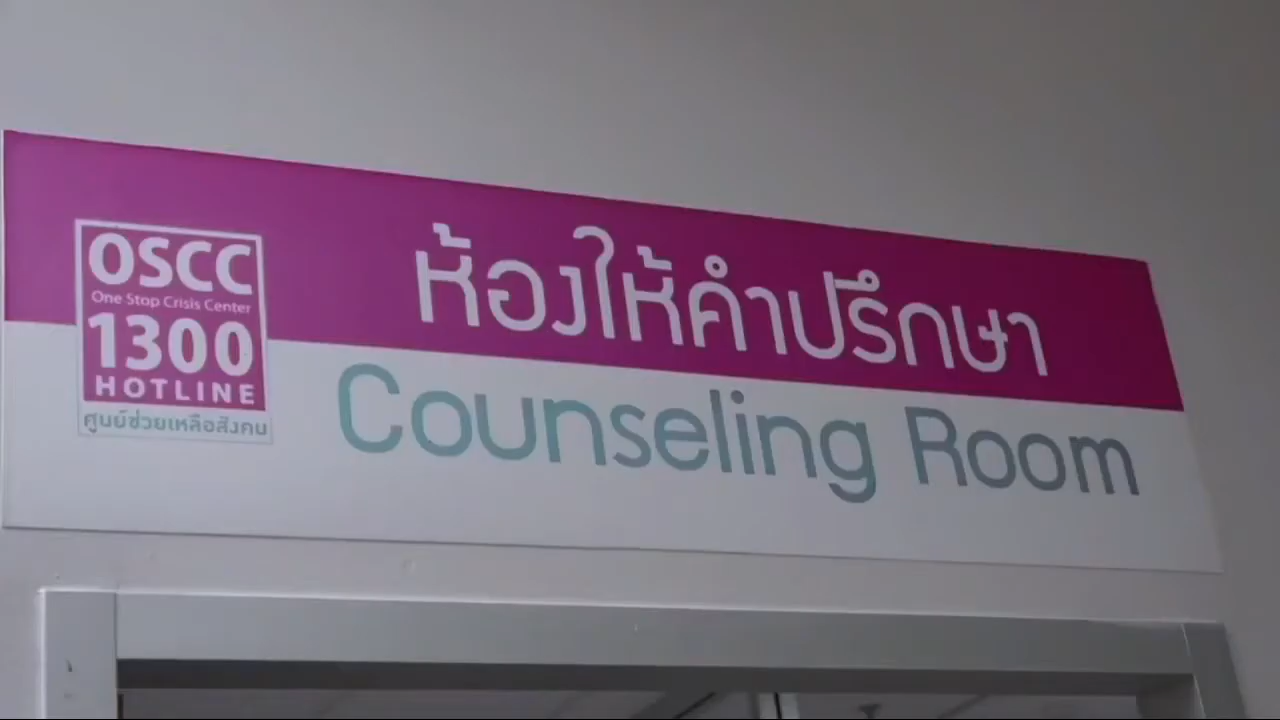 OSCC
One Stop Crisis Center
1300
HOTLINE
ศูนย์ช่วยเหลือสังคม
ห้องให้คำปรึกษา
Counseling Room